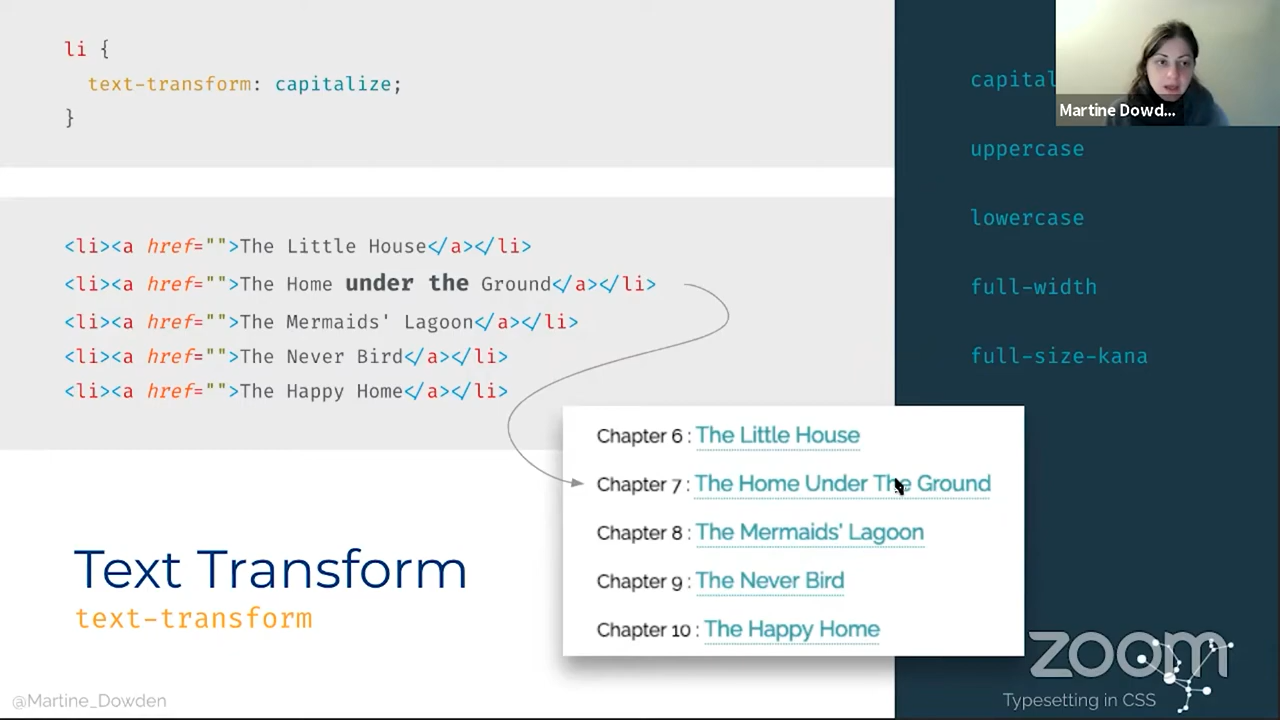 li {
text-transform: capitalize;
}
<li><a href="">The Little House</a></li>
<li><a href="">The Home under the Ground</a></li>
<li><a href="">The Mermaids' Lagoon</a></li>
<li><a href="">The Never Bird</a></li>
<li><a href="">The Happy Home</a></li>
Chapter 6 : The Little House
Chapter 7 : The Home Under The Ground
Chapter 8 : The Mermaids' Lagoon
Chapter 9 : The Never Bird
Chapter 10 : The Happy Home
Text Transform
text-transform
@Martine_Dowden
capital
uppercase
lowercase
full-width
full-size-kana
Martine Dowd...
zoom
Typesetting in CSS